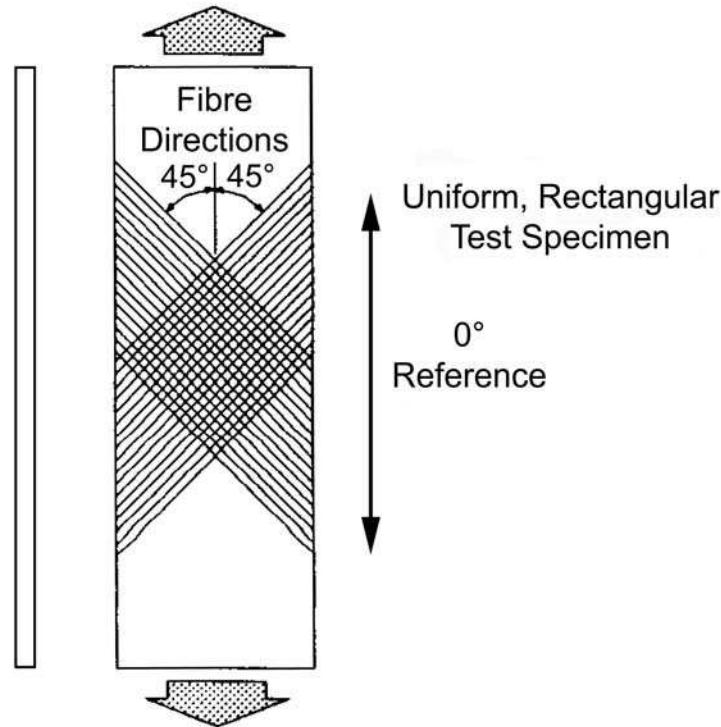 Fibre
Directions
45° 45°
Uniform, Rectangular
Test Specimen
0°
Reference